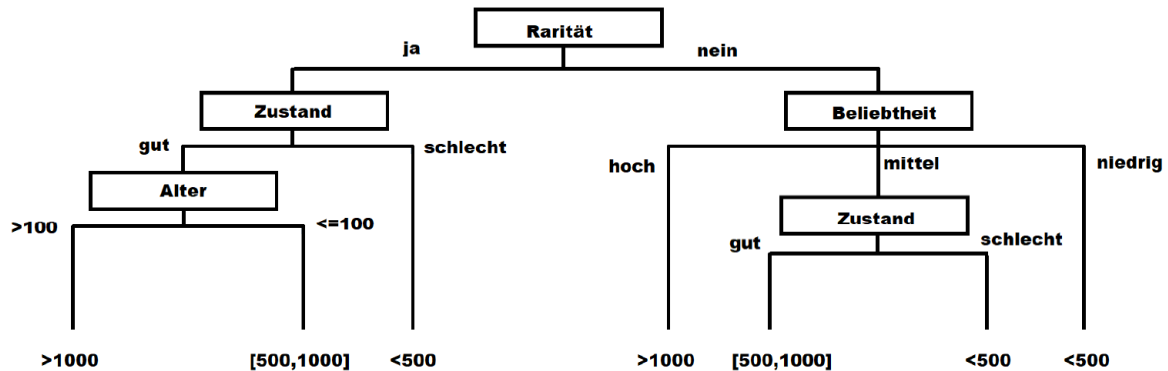 Rarität
ja nein
Zustand Beliebtheit
gut schlecht hoch mittel niedrig
Alter Zustand
>100 <=100 gut schlecht
>1000 [500,1000] <500 >1000 [500,1000] <500 <500